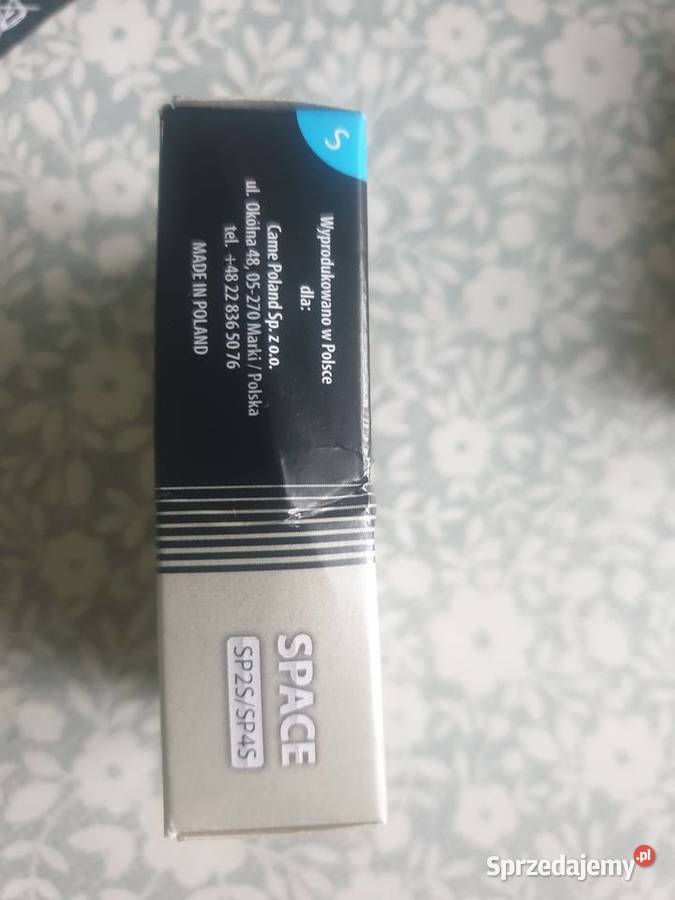 S
Wyprodukowano w Polsce
dla:
Came Poland Sp. z o.o.
ul. Okólna 48, 05-270 Marki / Polska
tel. +48 22 836 50 76
MADE IN POLAND
SPACE
SP2S/SP4S
Sprzedajemy.pl